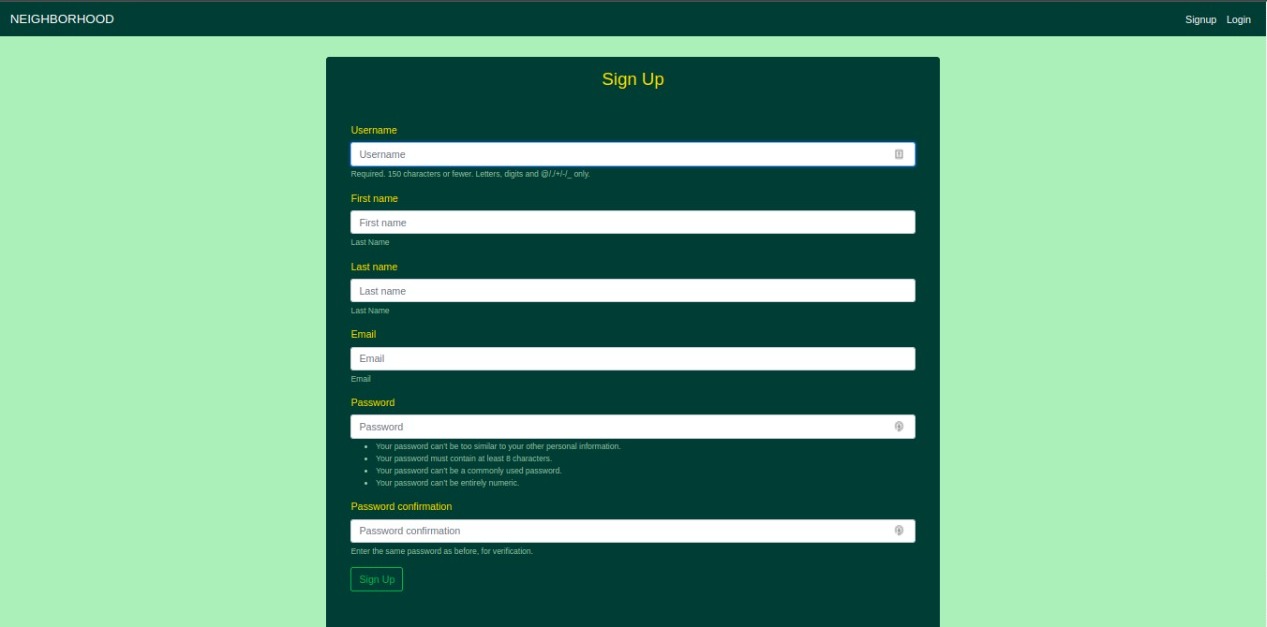 NEIGHBORHOOD Signup Login
Sign Up
Username
Username
Required. 150 characters or fewer. Letters, digits and @/./+/-/_ only.
First name
First name
Last Name
Last name
Last name
Last Name
Email
Email
Email
Password
Password
Your password can't be too similar to your other personal information.
Your password must contain at least 8 characters.
Your password can't be a commonly used password.
Your password can't be entirely numeric.
Password confirmation
Password confirmation
Enter the same password as before, for verification.
Sign Up